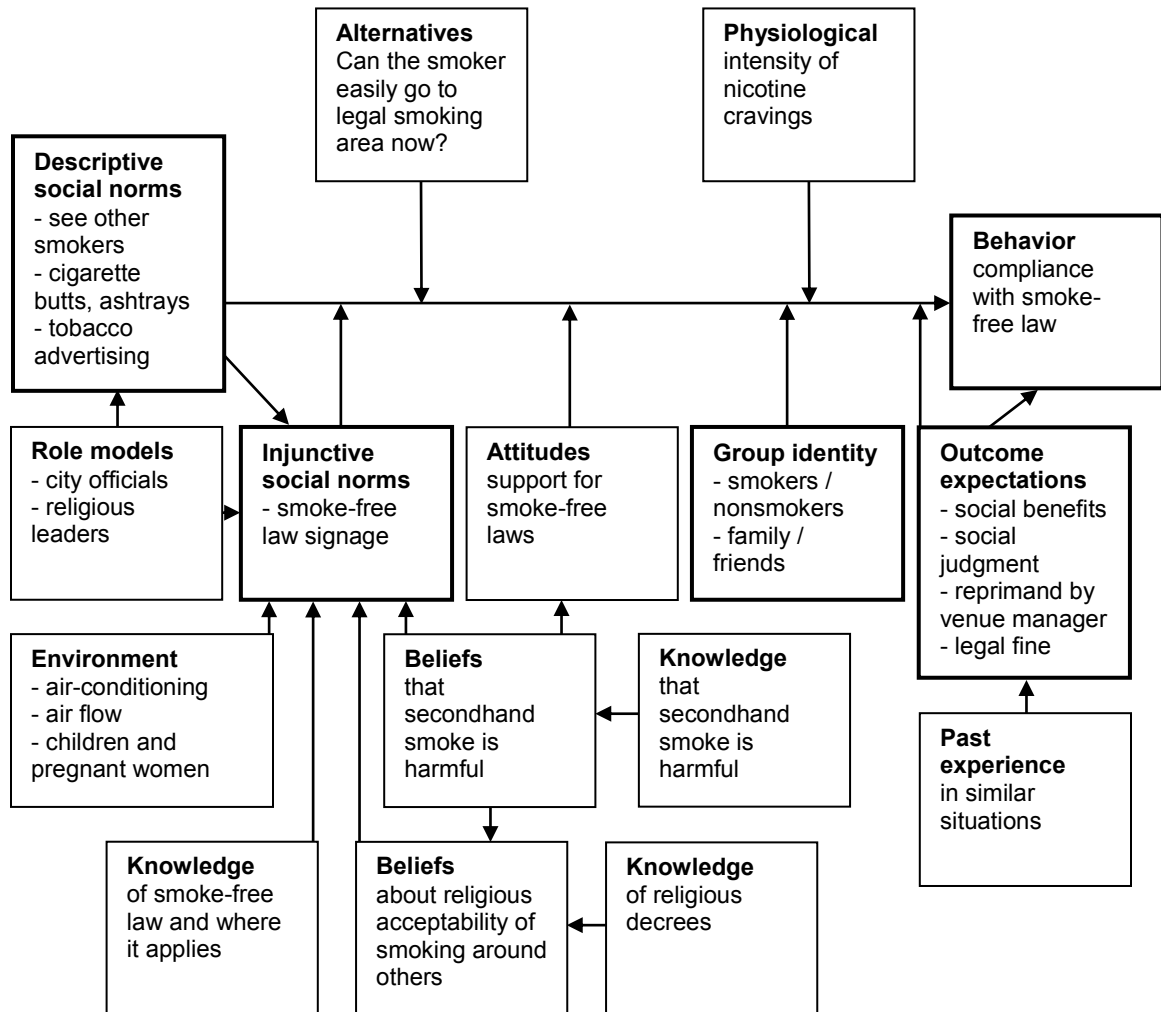 Alternatives
Can the smoker
easily go to
legal smoking
area now?
Physiological
intensity of
nicotine
cravings
Descriptive
social norms
- see other
smokers
- cigarette
butts, ashtrays
- tobacco
advertising
Behavior
compliance
with smoke-
free law
Role models
- city officials
- religious
leaders
Injunctive
social norms
- smoke-free
law signage
Attitudes
support for
smoke-free
laws
Group identity
- smokers /
nonsmokers
- family /
friends
Outcome
expectations
- social benefits
- social
judgment
- reprimand by
venue manager
- legal fine
Environment
- air-conditioning
- air flow
- children and
pregnant women
Beliefs
that
secondhand
smoke is
harmful
Knowledge
that
secondhand
smoke is
harmful
Past
experience
in similar
situations
Knowledge
of smoke-free
law and where
it applies
Beliefs
about religious
acceptability of
smoking around
others
Knowledge
of religious
decrees